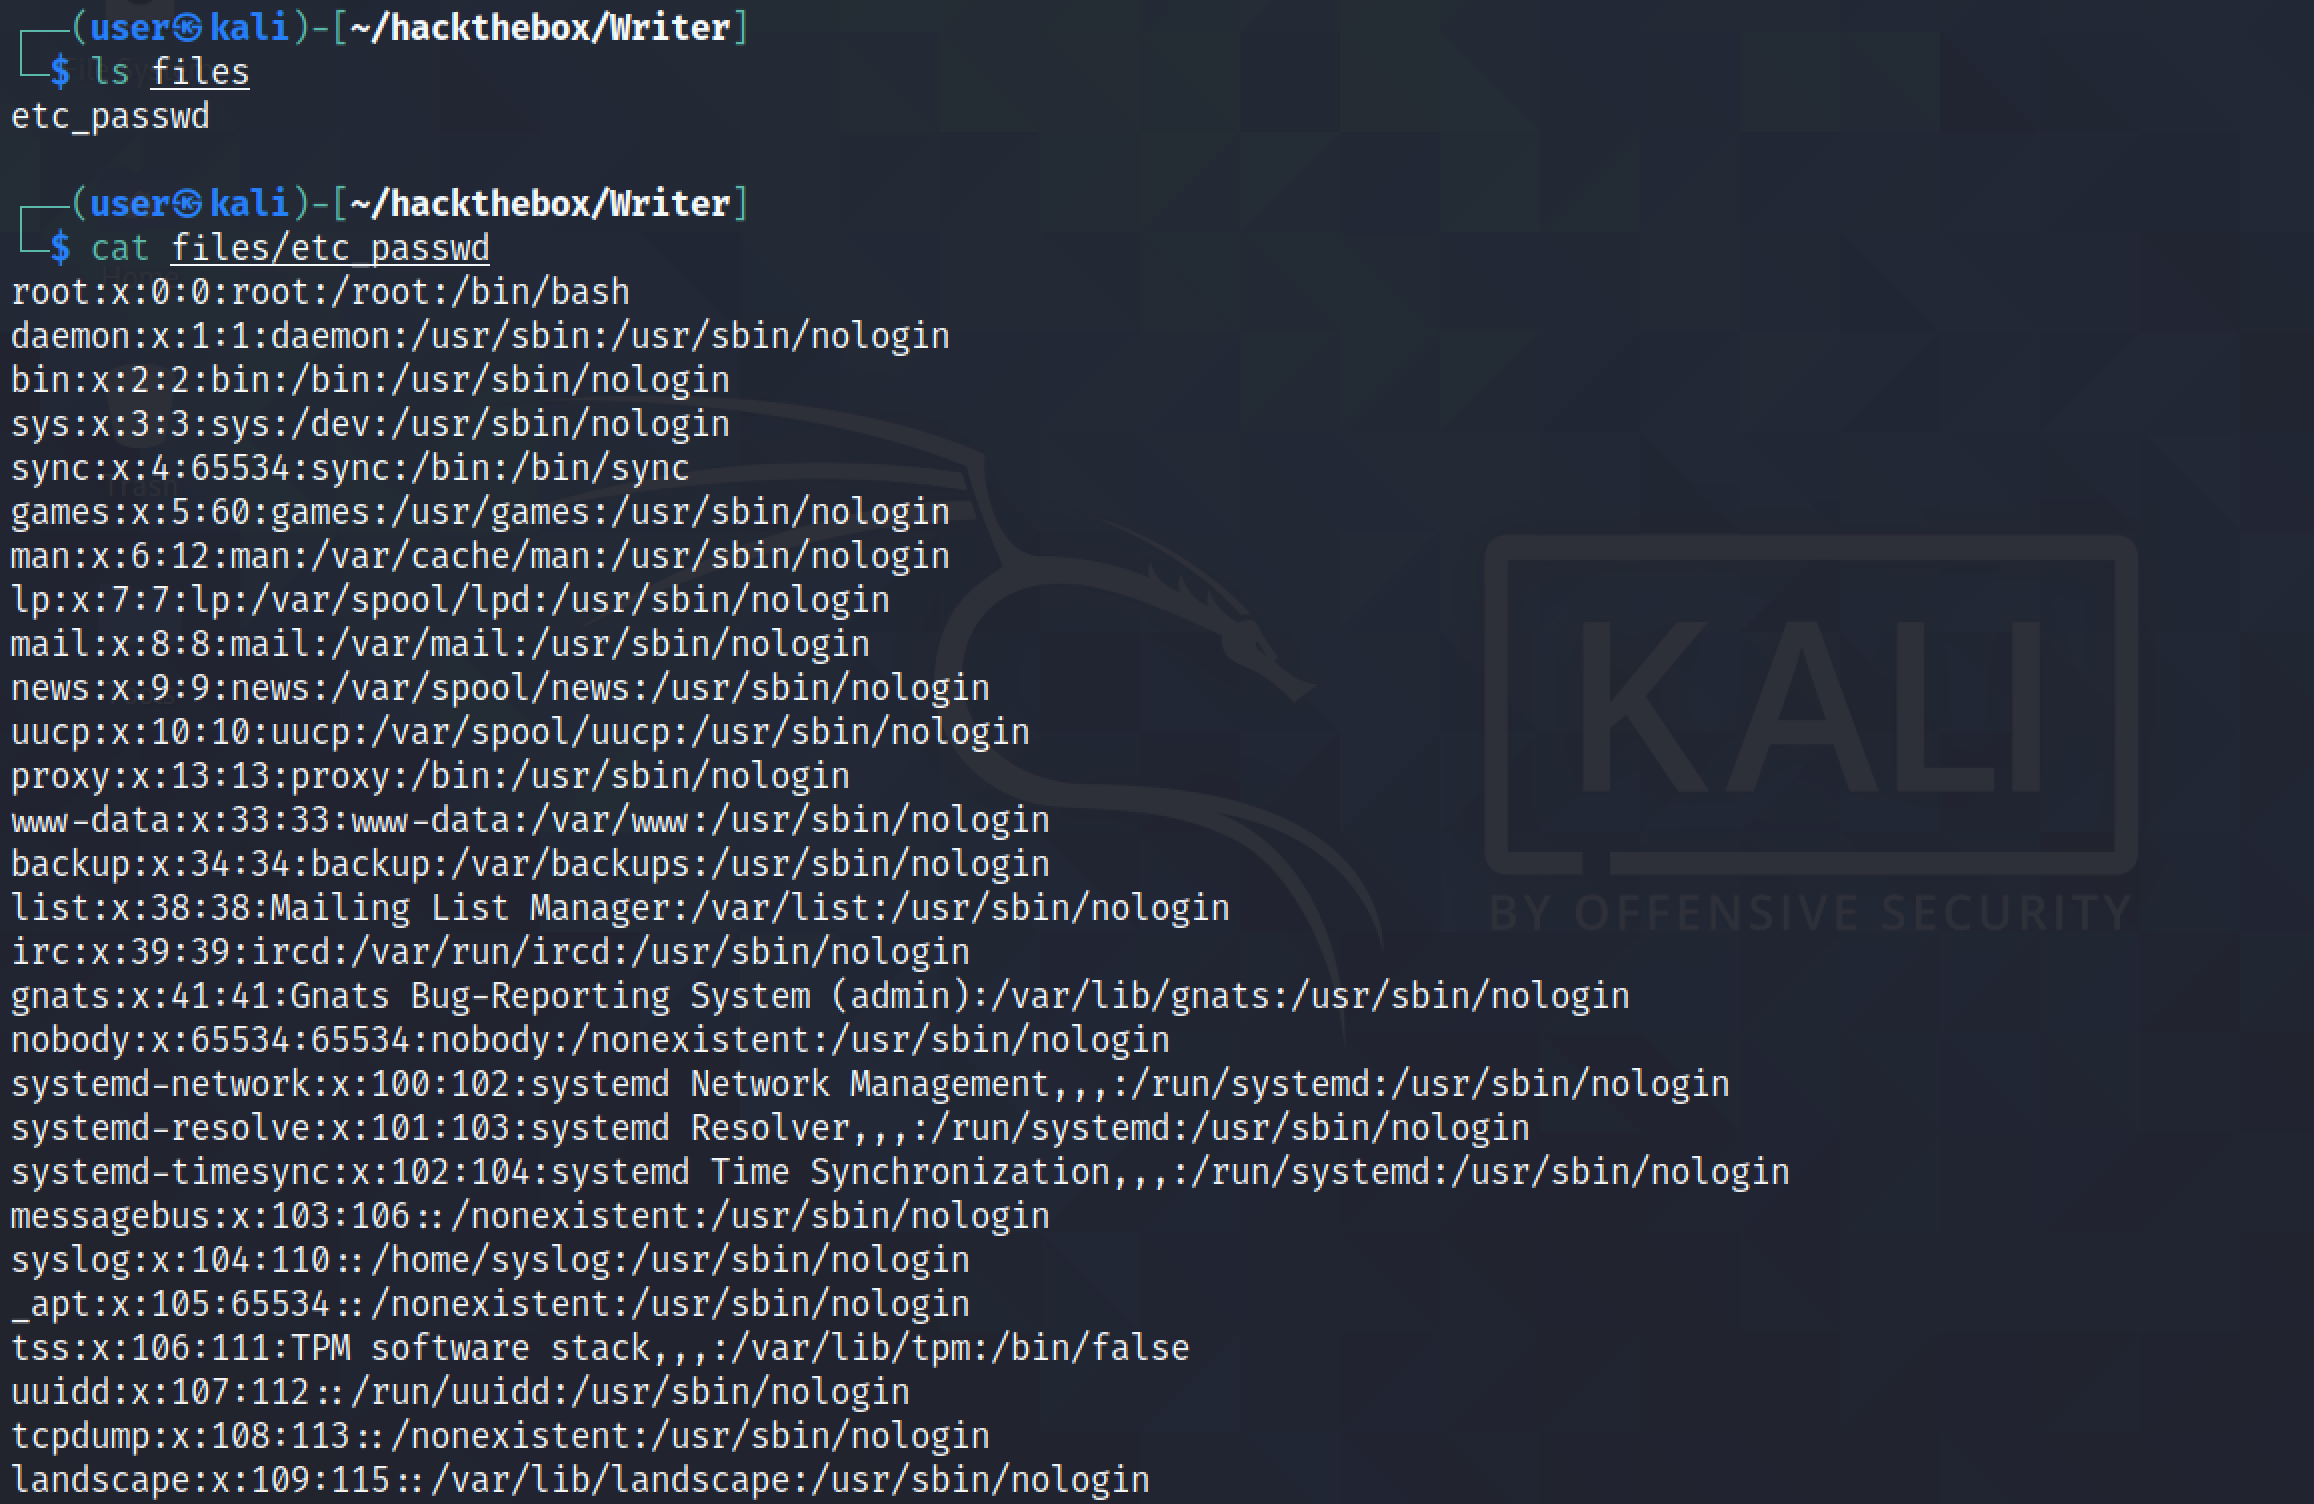 (user㉿kali)-[~/hackthebox/Writer]
$ ls files
etc_passwd
(user㉿kali)-[~/hackthebox/Writer]
$ cat files/etc_passwd
root:x:0:0:root:/root:/bin/bash
daemon:x:1:1:daemon:/usr/sbin:/usr/sbin/nologin
bin:x:2:2:bin:/bin:/usr/sbin/nologin
sys:x:3:3:sys:/dev:/usr/sbin/nologin
sync:x:4:65534:sync:/bin:/bin/sync
games:x:5:60:games:/usr/games:/usr/sbin/nologin
man:x:6:12:man:/var/cache/man:/usr/sbin/nologin
lp:x:7:7:lp:/var/spool/lpd:/usr/sbin/nologin
mail:x:8:8:mail:/var/mail:/usr/sbin/nologin
news:x:9:9:news:/var/spool/news:/usr/sbin/nologin
uucp:x:10:10:uucp:/var/spool/uucp:/usr/sbin/nologin
proxy:x:13:13:proxy:/bin:/usr/sbin/nologin
www-data:x:33:33:www-data:/var/www:/usr/sbin/nologin
backup:x:34:34:backup:/var/backups:/usr/sbin/nologin
list:x:38:38:Mailing List Manager:/var/list:/usr/sbin/nologin
irc:x:39:39:ircd:/var/run/ircd:/usr/sbin/nologin
gnats:x:41:41:Gnats Bug-Reporting System (admin):/var/lib/gnats:/usr/sbin/nologin
nobody:x:65534:65534:nobody:/nonexistent:/usr/sbin/nologin
systemd-network:x:100:102:systemd Network Management,,,:/run/systemd:/usr/sbin/nologin
systemd-resolve:x:101:103:systemd Resolver,,,:/run/systemd:/usr/sbin/nologin
systemd-timesync:x:102:104:systemd Time Synchronization,,,:/run/systemd:/usr/sbin/nologin
messagebus:x:103:106::/nonexistent:/usr/sbin/nologin
syslog:x:104:110::/home/syslog:/usr/sbin/nologin
_apt:x:105:65534::/nonexistent:/usr/sbin/nologin
tss:x:106:111:TPM software stack,,,:/var/lib/tpm:/bin/false
uuidd:x:107:112::/run/uuidd:/usr/sbin/nologin
tcpdump:x:108:113::/nonexistent:/usr/sbin/nologin
landscape:x:109:115::/var/lib/landscape:/usr/sbin/nologin
KALI
BY OFFENSIVE SECURITY
Home
Trash